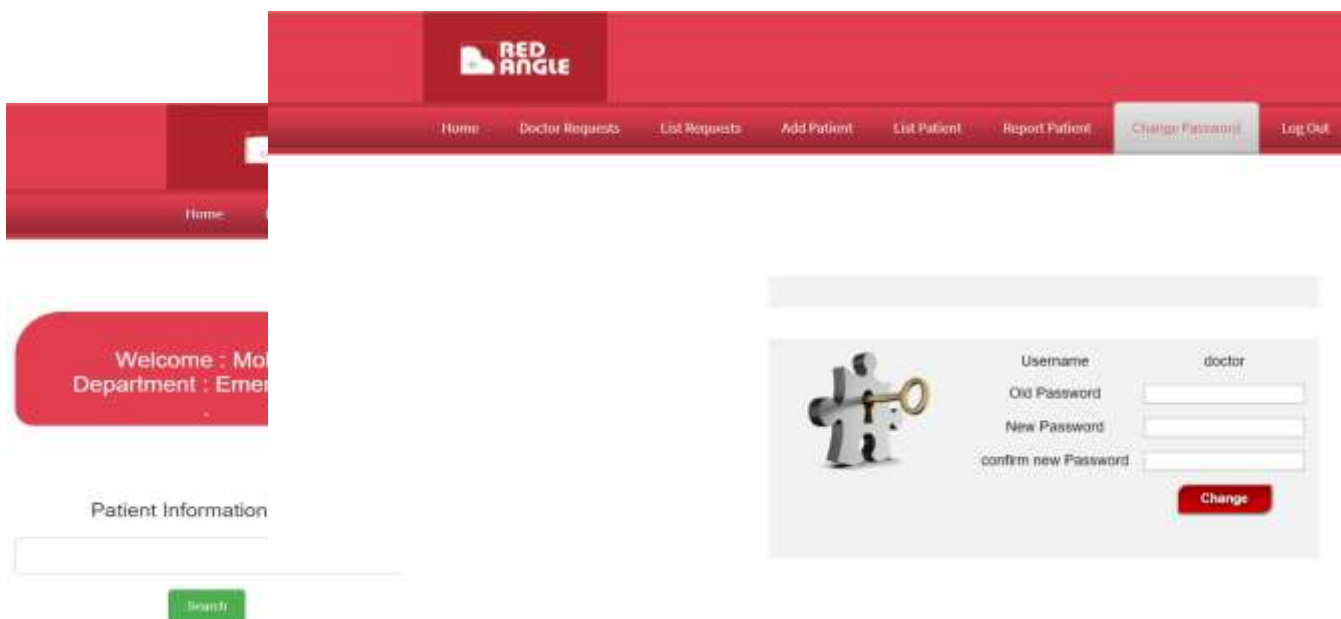 RED
ANGLE
Home Doctor Requests List Requests Add Patient List Patient Report Patient Change Password Log Out
Home
Welcome : Mo
Department : Emer
.
Username doctor
Old Password
New Password
confirm new Password
Change
Patient Information
Search